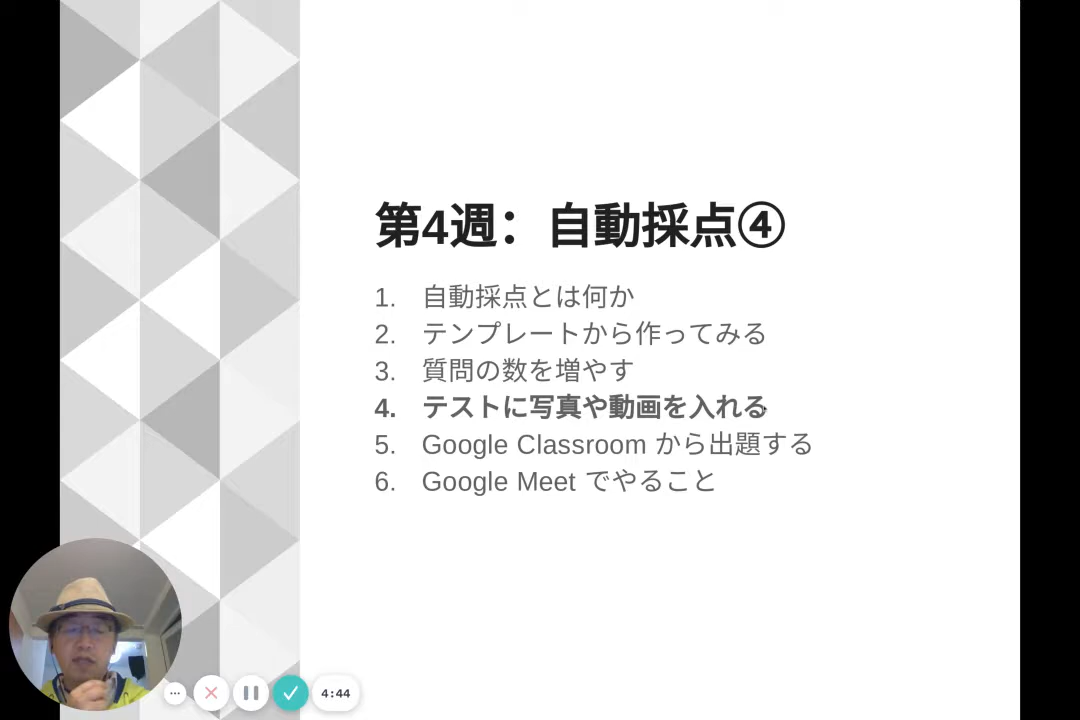 第4週：自動採点④
1. 自動採点とは何か
2. テンプレートから作ってみる
3. 質問の数を増やす
4. テストに写真や動画を入れる
5. Google Classroom から出題する
6. Google Meet でやること
4:44